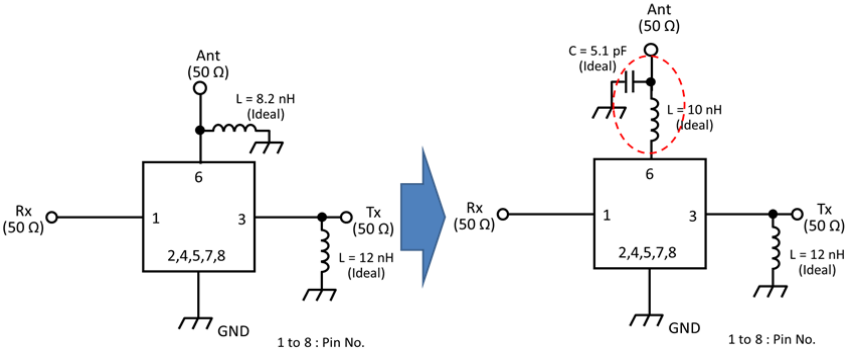 Ant
(50 Ω)
L = 8.2 nH
(Ideal)
6
Rx
(50 Ω)
1
3
Tx
(50 Ω)
2,4,5,7,8
L = 12 nH
(Ideal)
GND
1 to 8 : Pin No.
Ant
(50 Ω)
C = 5.1 pF
(Ideal)
L = 10 nH
(Ideal)
6
Rx
(50 Ω)
1
3
Tx
(50 Ω)
2,4,5,7,8
L = 12 nH
(Ideal)
GND
1 to 8 : Pin No.